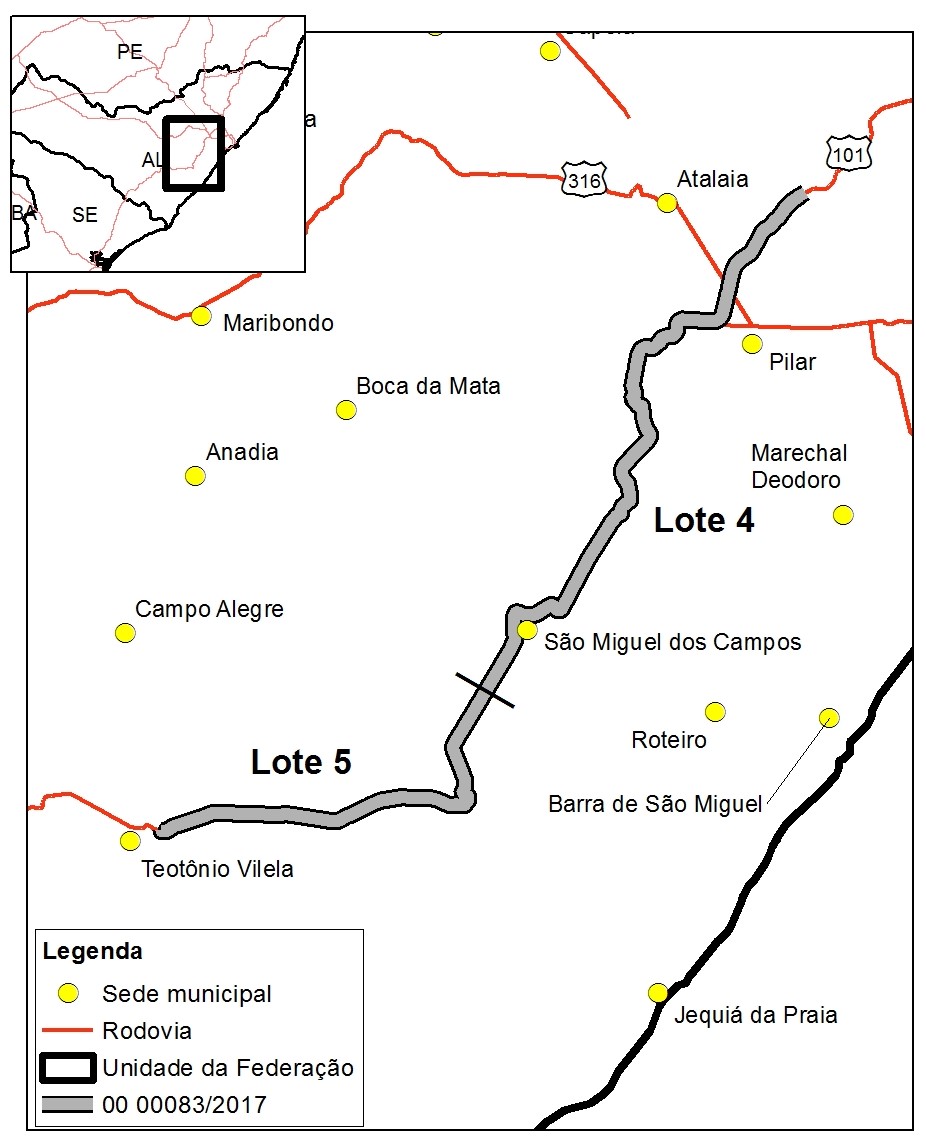 PE
AL
BA
SE
a
316
101
Atalaia
Maribondo
Pilar
Boca da Mata
Anadia
Marechal
Deodoro
Lote 4
Campo Alegre
São Miguel dos Campos
Roteiro
Lote 5
Barra de São Miguel
Teotônio Vilela
Legenda
Sede municipal
Rodovia
Unidade da Federação
00 00083/2017
Jequiá da Praia